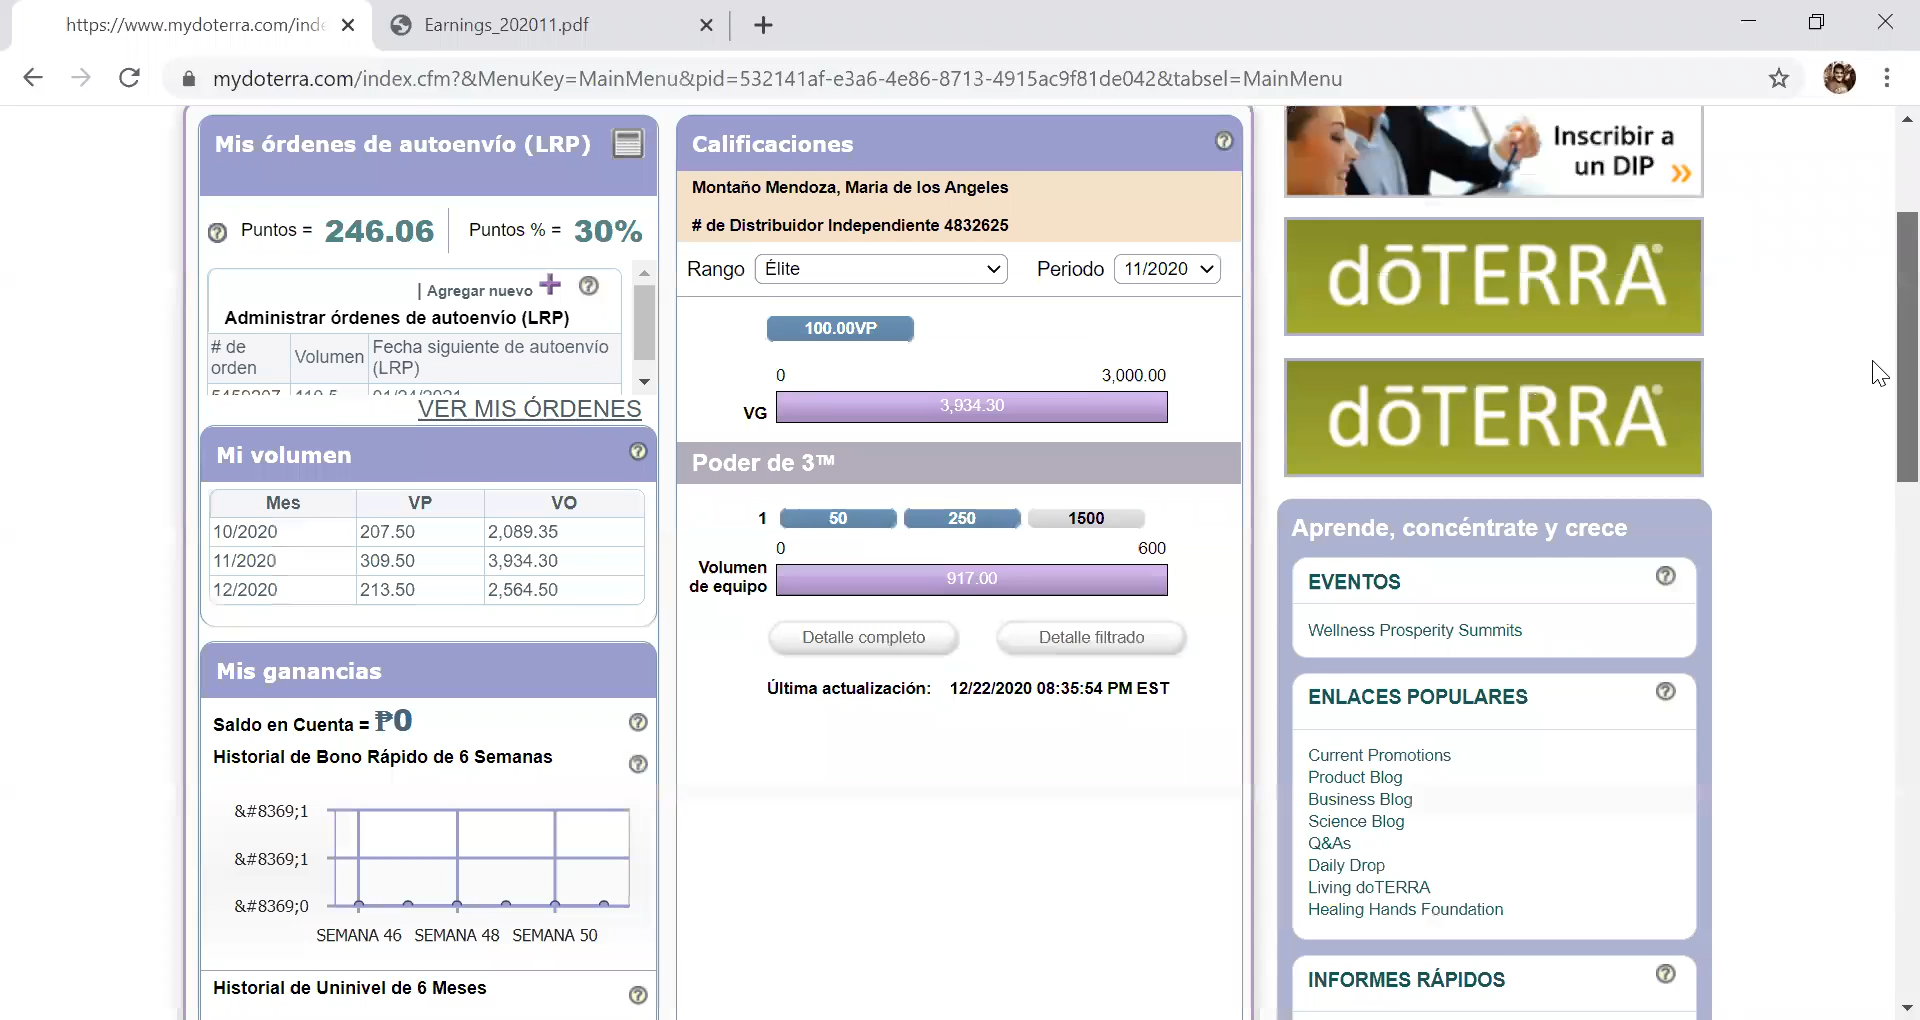 https://www.mydoterra.com/inde
Earnings_202011.pdf
mydoterra.com/index.cfm?&MenuKey=MainMenu&pid=532141af-e3a6-4e86-8713-4915ac9f81de042&tabsel=MainMenu
Mis órdenes de autoenvío (LRP)
Puntos = 246.06 Puntos % = 30%
| Agregar nuevo
Administrar órdenes de autoenvío (LRP)
# de orden Volumen Fecha siguiente de autoenvío (LRP)
VER MIS ÓRDENES
Mi volumen
Mes VP VO
10/2020 207.50 2,089.35
11/2020 309.50 3,934.30
12/2020 213.50 2,564.50
Mis ganancias
Saldo en Cuenta = ₱0
Historial de Bono Rápido de 6 Semanas
&#8369;1
&#8369;1
&#8369;0
SEMANA 46 SEMANA 48 SEMANA 50
Historial de Uninivel de 6 Meses
Calificaciones
Montaño Mendoza, Maria de los Angeles
# de Distribuidor Independiente 4832625
Rango Élite Periodo 11/2020
100.00VP
0 3,000.00
VG 3,934.30
Poder de 3™
1 50 250 1500
0 600
Volumen
de equipo 917.00
Detalle completo Detalle filtrado
Última actualización: 12/22/2020 08:35:54 PM EST
Inscribir a
un DIP
dōTERRA®
dōTERRA®
Aprende, concéntrate y crece
EVENTOS
Wellness Prosperity Summits
ENLACES POPULARES
Current Promotions
Product Blog
Business Blog
Science Blog
Q&As
Daily Drop
Living doTERRA
Healing Hands Foundation
INFORMES RÁPIDOS